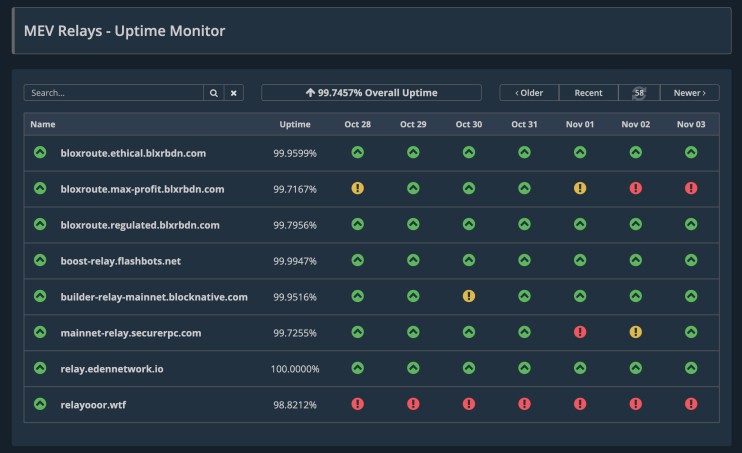 MEV Relays - Uptime Monitor
Search... 99.7457% Overall Uptime ‹ Older Recent 58 Newer ›
Name Uptime Oct 28 Oct 29 Oct 30 Oct 31 Nov 01 Nov 02 Nov 03
bloxroute.ethical.blxrbdn.com 99.9599%
bloxroute.max-profit.blxrbdn.com 99.7167%
bloxroute.regulated.blxrbdn.com 99.7956%
boost-relay.flashbots.net 99.9947%
builder-relay-mainnet.blocknative.com 99.9516%
mainnet-relay.securerpc.com 99.7255%
relay.edennetwork.io 100.0000%
relayooor.wtf 98.8212%